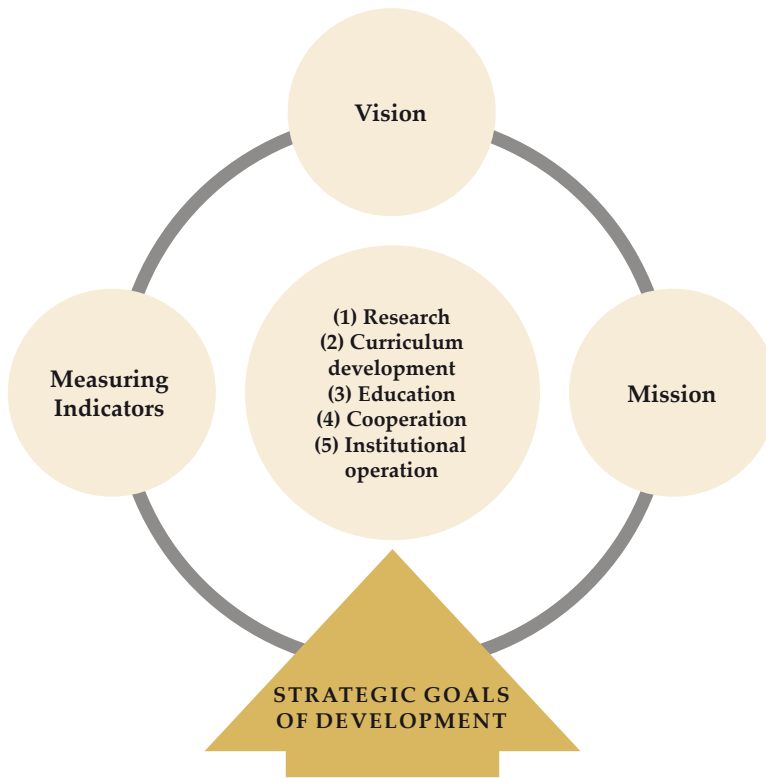 Vision
(1) Research
(2) Curriculum
development
(3) Education
(4) Cooperation
(5) Institutional
operation
Measuring
Indicators
Mission
STRATEGIC GOALS
OF DEVELOPMENT